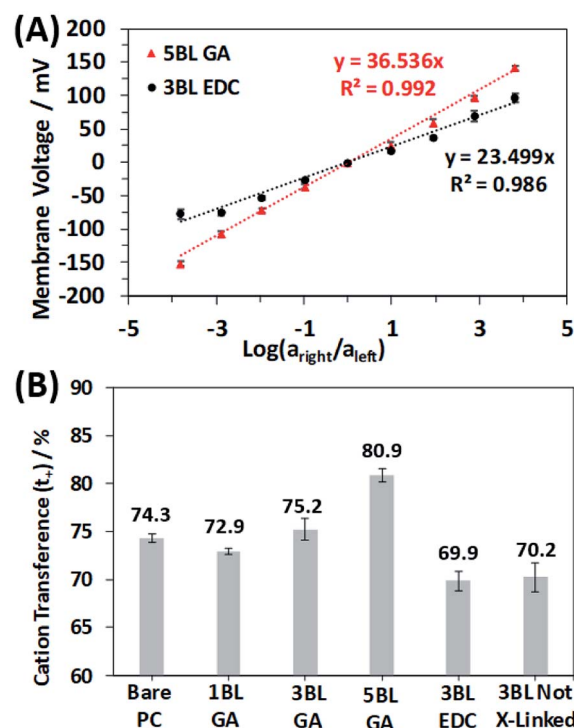 (A)
200
150
100
50
0
-50
-100
-150
-200
Membrane Voltage / mV
5BL GA
3BL EDC
y = 36.536x
R² = 0.992
y = 23.499x
R² = 0.986
-5 -3 -1 1 3 5
Log(a_right/a_left)
(B)
90
85
80
75
70
65
60
Cation Transference (t₊) / %
74.3
72.9
75.2
80.9
69.9
70.2
Bare 1BL 3BL 5BL 3BL 3BL Not
PC GA GA GA EDC X-Linked